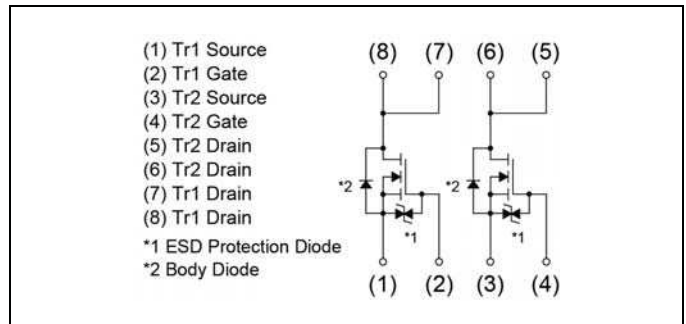 (1) Tr1 Source
(2) Tr1 Gate
(3) Tr2 Source
(4) Tr2 Gate
(5) Tr2 Drain
(6) Tr2 Drain
(7) Tr1 Drain
(8) Tr1 Drain
*1 ESD Protection Diode
*2 Body Diode
(8) (7) (6) (5)
*2 *2
*1 *1
(1) (2) (3) (4)